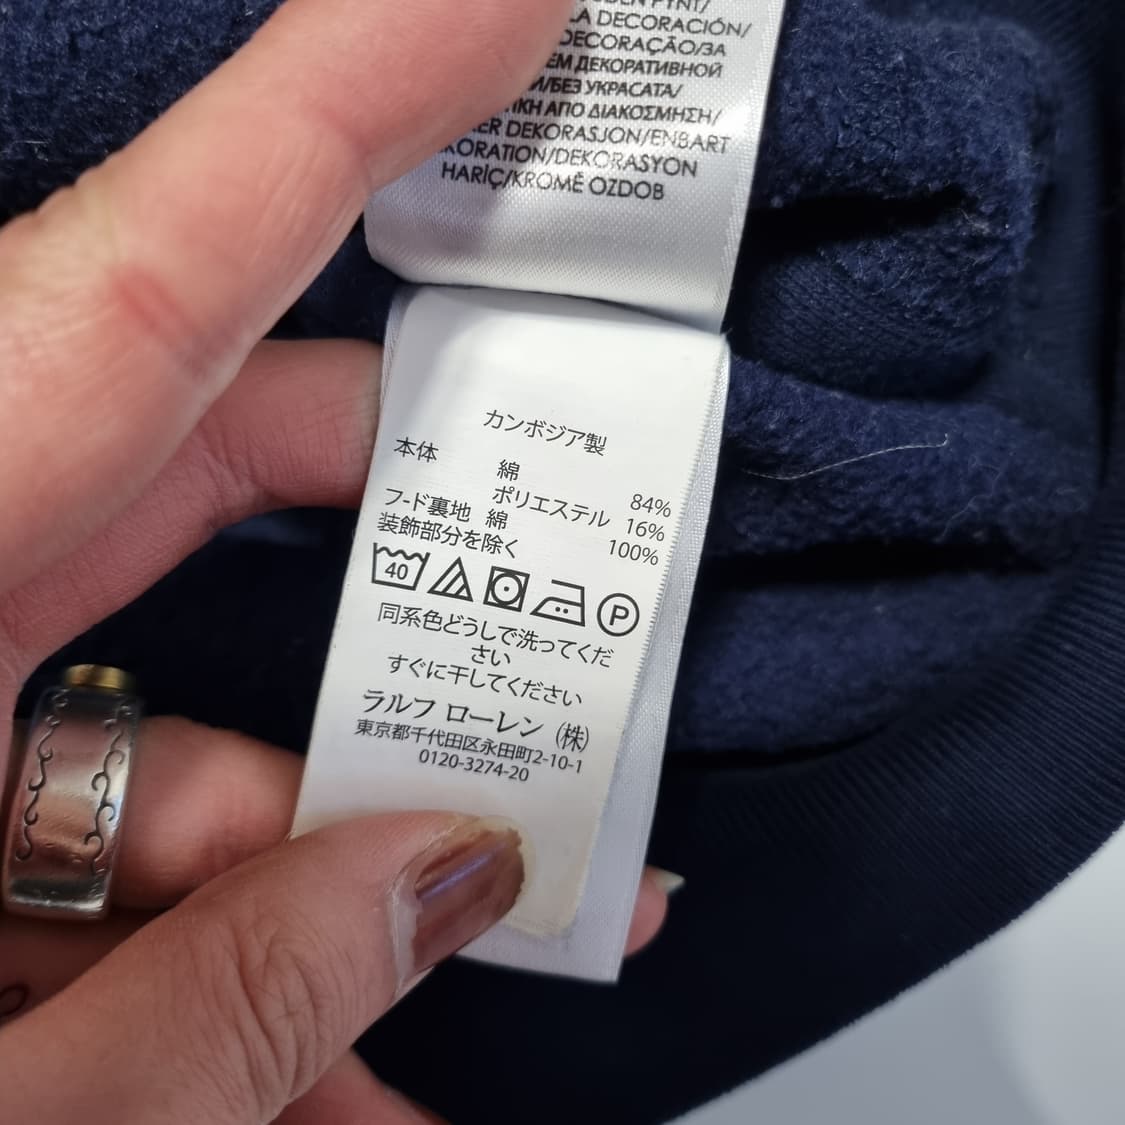 LA DECORACIÓN/
DECORAÇÃO/ЗА
ДЕКОРАТИВНОЙ
И/БЕЗ УКРАСАТА/
ΑΠΟ ΔΙΑΚΟΣΜΗΣΗ/
DEKORASJON/ENBART
DEKORASYON
HARİÇ/KROMĚ OZDOB
カンボジア製
本体 綿 84%
ポリエステル 16%
フ-ド裏地 綿 100%
装飾部分を除く
40 P
同系色どうしで洗ってくだ
さい
すぐに干してください
ラルフ ローレン (株)
東京都千代田区永田町2-10-1
0120-3274-20